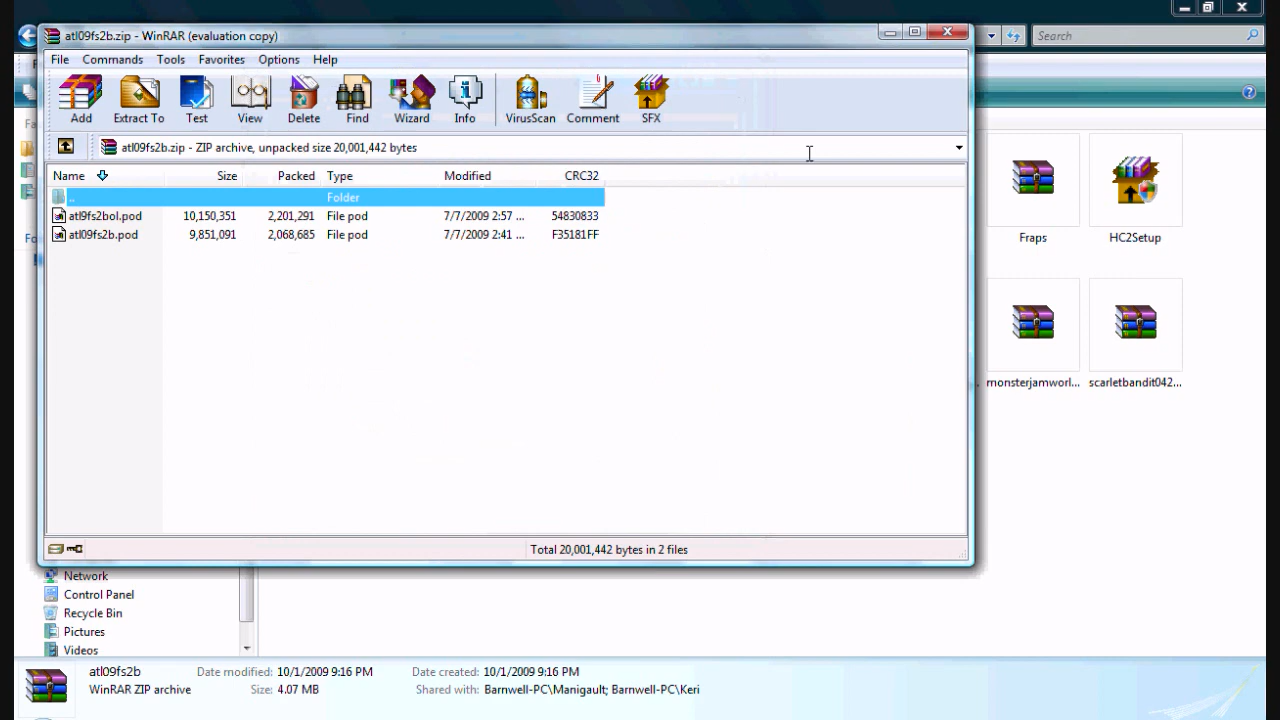 atl09fs2b.zip - WinRAR (evaluation copy)
Search
File Commands Tools Favorites Options Help
Add Extract To Test View Delete Find Wizard Info VirusScan Comment SFX
atl09fs2b.zip - ZIP archive, unpacked size 20,001,442 bytes
Name Size Packed Type Modified CRC32
.. Folder
atl9fs2bol.pod 10,150,351 2,201,291 File pod 7/7/2009 2:57 ... 54830833
atl09fs2b.pod 9,851,091 2,068,685 File pod 7/7/2009 2:41 ... F35181FF
Fraps HC2Setup
monsterjamworl... scarletbandit042...
Total 20,001,442 bytes in 2 files
Network
Control Panel
Recycle Bin
Pictures
Videos
atl09fs2b Date modified: 10/1/2009 9:16 PM Date created: 10/1/2009 9:16 PM
WinRAR ZIP archive Size: 4.07 MB Shared with: Barnwell-PC\Manigault; Barnwell-PC\Keri